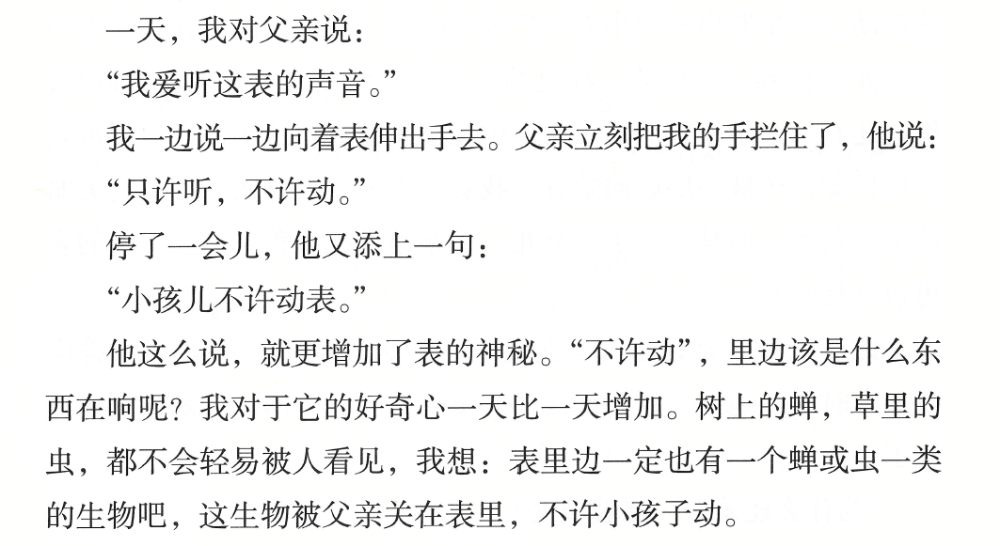 一天，我对父亲说：
“我爱听这表的声音。”
我一边说一边向着表伸出手去。父亲立刻把我的手拦住了，他说：
“只许听，不许动。”
停了一会儿，他又添上一句：
“小孩儿不许动表。”
他这么说，就更增加了表的神秘。“不许动”，里边该是什么东
西在响呢？我对于它的好奇心一天比一天增加。树上的蝉，草里的
虫，都不会轻易被人看见，我想：表里边一定也有一个蝉或虫一类
的生物吧，这生物被父亲关在表里，不许小孩子动。